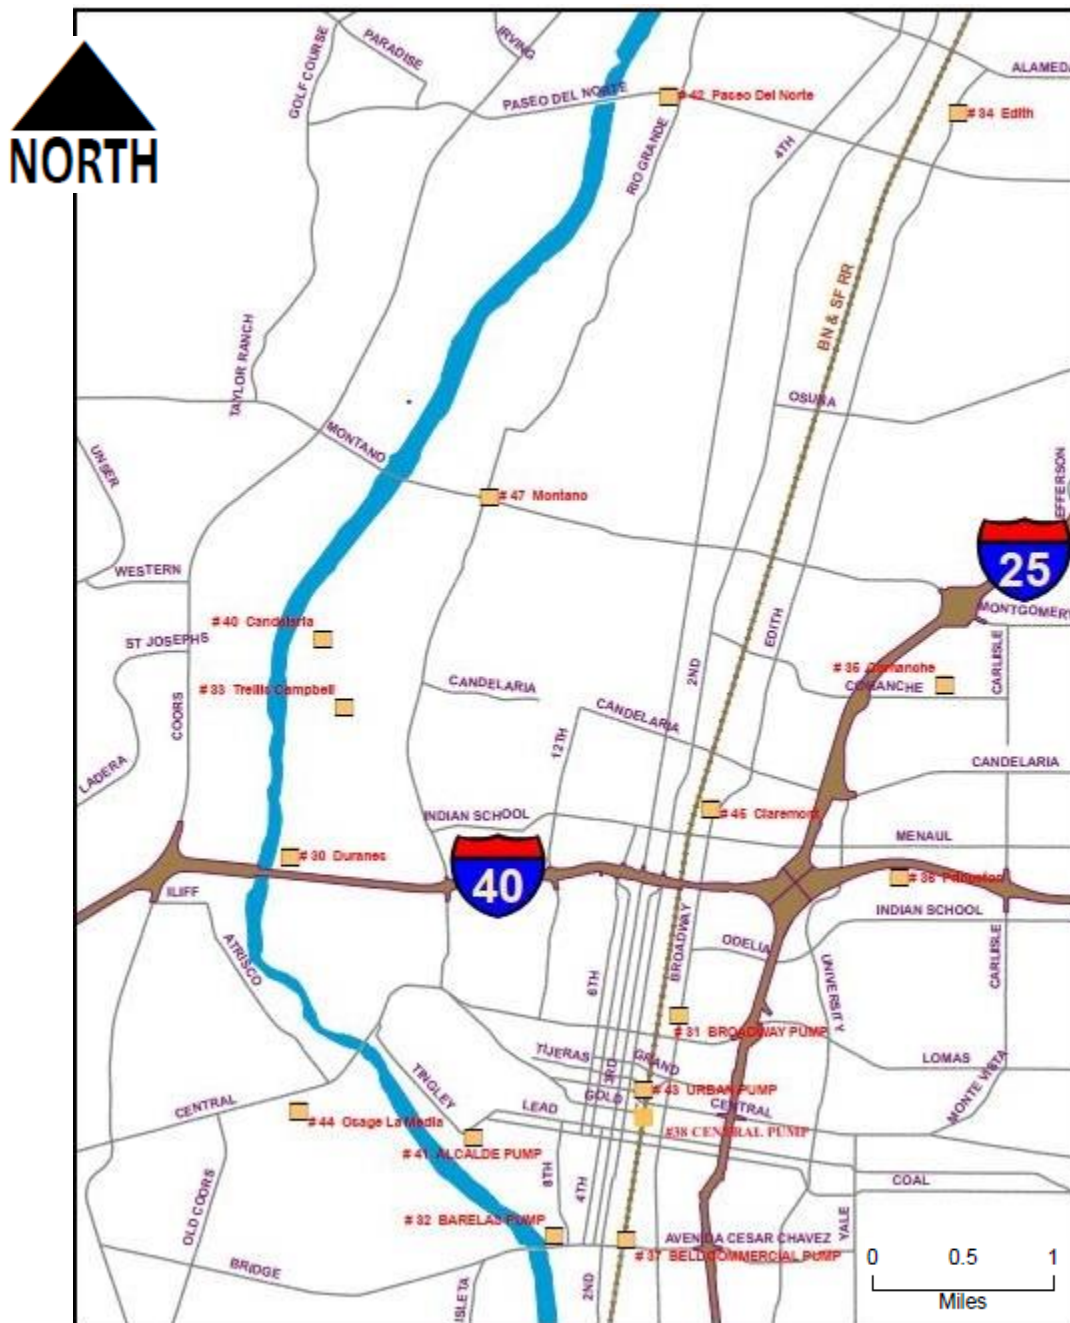 NORTH
PARADISE
IRVING
GOLF COURSE
PASEO DEL NORTE
# 42 Paseo Del Norte
ALAMEDA
# 34 Edith
4TH
RIO GRANDE
BN & SF RR
TAYLOR RANCH
OSUNA
MONTANO
UNSER
# 47 Montano
EFFERSON
25
WESTERN
MONTGOMERY
# 40 Candelaria
ST JOSEPHS
EDITH
2ND
# 35 Comanche
COMANCHE
CARLISLE
CANDELARIA
# 33 Trellis Campbell
COORS
CANDELARIA
12TH
LADERA
CANDELARIA
INDIAN SCHOOL
# 45 Claremont
MENAUL
# 30 Duranes
40
# 36 Princeton
ILIFF
INDIAN SCHOOL
BROADWAY
ODELIA
ATRISCO
6TH
UNIVERSITY
CARLISLE
# 31 BROADWAY PUMP
TIJERAS
GRAND
3RD
LOMAS
MONTE VISTA
TINGLEY
# 43 URBAN PUMP
GOLD
CENTRAL
LEAD
CENTRAL
# 44 Osage La Media
#38 CENTRAL PUMP
# 41 ALCALDE PUMP
8TH
4TH
COAL
OLD COORS
# 32 BARELAS PUMP
YALE
AVENIDA CESAR CHAVEZ
# 37 BELL COMMERCIAL PUMP
BRIDGE
ISLETA
2ND
0 0.5 1
Miles